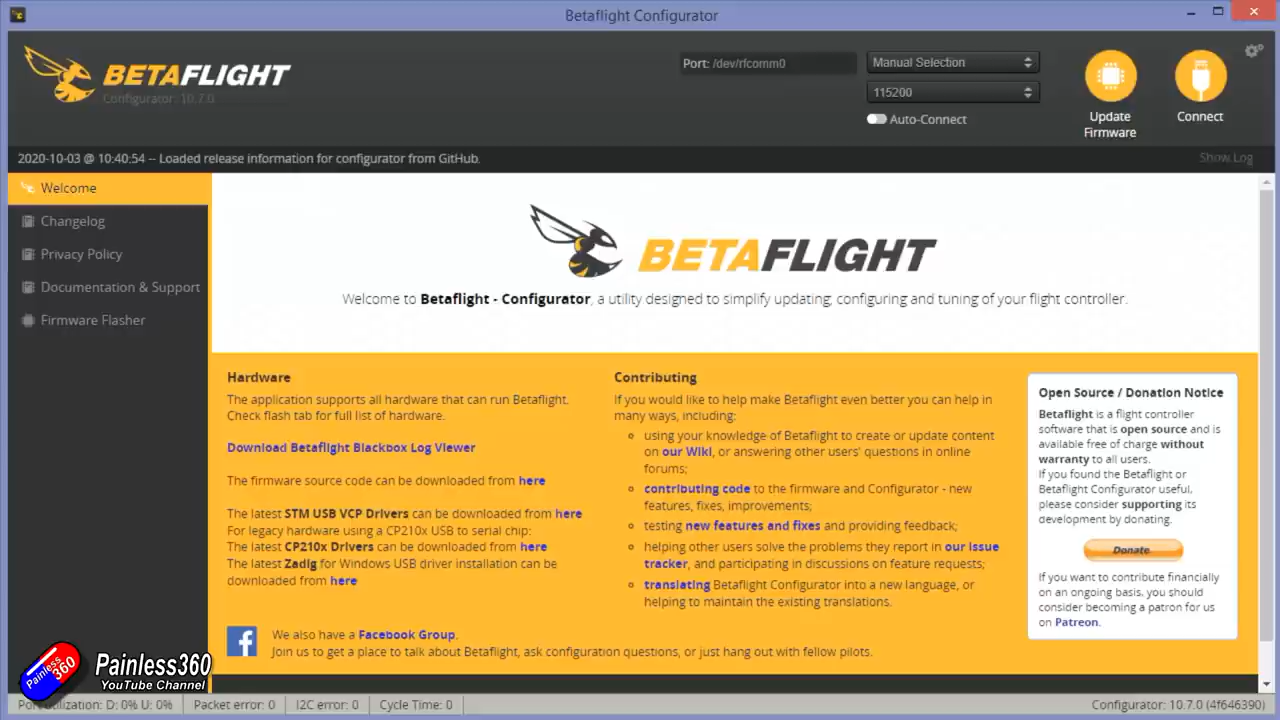 Betaflight Configurator
BETAFLIGHT
Configurator: 10.7.0
Port: /dev/rfcomm0
Manual Selection
115200
Auto-Connect
Update
Firmware
Connect
2020-10-03 @ 10:40:54 -- Loaded release information for configurator from GitHub.
Show Log
Welcome
Changelog
Privacy Policy
Documentation & Support
Firmware Flasher
BETAFLIGHT
Welcome to Betaflight - Configurator, a utility designed to simplify updating, configuring and tuning of your flight controller.
Hardware
The application supports all hardware that can run Betaflight.
Check flash tab for full list of hardware.
Download Betaflight Blackbox Log Viewer
The firmware source code can be downloaded from here
The latest STM USB VCP Drivers can be downloaded from here
For legacy hardware using a CP210x USB to serial chip:
The latest CP210x Drivers can be downloaded from here
The latest Zadig for Windows USB driver installation can be
downloaded from here
Contributing
If you would like to help make Betaflight even better you can help in
many ways, including:
using your knowledge of Betaflight to create or update content
on our Wiki, or answering other users' questions in online
forums;
contributing code to the firmware and Configurator - new
features, fixes, improvements;
testing new features and fixes and providing feedback;
helping other users solve the problems they report in our issue
tracker, and participating in discussions on feature requests;
translating Betaflight Configurator into a new language, or
helping to maintain the existing translations.
Open Source / Donation Notice
Betaflight is a flight controller
software that is open source and is
available free of charge without
warranty to all users.
If you found the Betaflight or
Betaflight Configurator useful,
please consider supporting its
development by donating.
Donate
If you want to contribute financially
on an ongoing basis, you should
consider becoming a patron for us
on Patreon.
We also have a Facebook Group.
Join us to get a place to talk about Betaflight, ask configuration questions, or just hang out with fellow pilots.
Painless360
Painless360
YouTube Channel
Port utilization: D: 0% U: 0%
Packet error: 0
I2C error: 0
Cycle Time: 0
Configurator: 10.7.0 (4f646390)